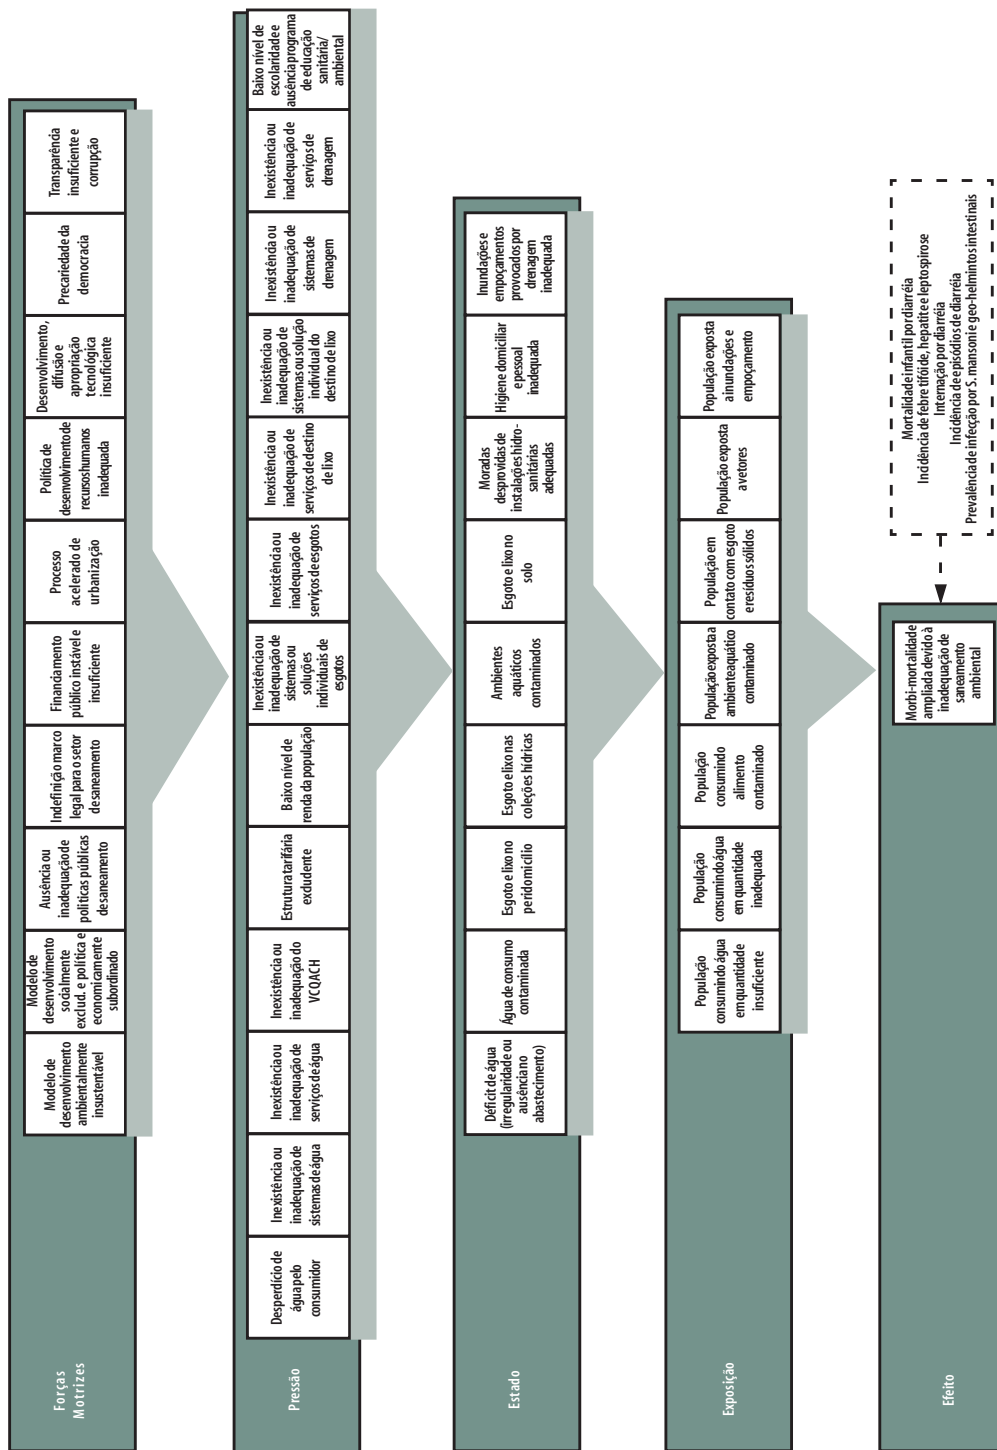 Forças
Motrizes
Modelo de
desenvolvimento
ambientalmente
insustentável
Modelo de
desenvolvimento
socialmente
exclud. e política e
economicamente
subordinado
Ausência ou
inadequação de
políticas públicas
desaneamento
Indefinição marco
legal para o setor
desaneamento
Financiamento
público instável e
insuficiente
Processo
acelerado de
urbanização
Política de
desenvolvimento de
recursos humanos
inadequada
Desenvolvimento,
difusão e
apropriação
tecnológica
insuficiente
Precariedade da
democracia
Transparência
insuficiente e
corrupção
Pressão
Desperdício de
água pelo
consumidor
Inexistência ou
inadequação de
sistemas de água
Inexistência ou
inadequação de
serviços de água
Inexistência ou
inadequação do
VCQACH
Estrutura tarifária
excludente
Baixo nível de
renda da população
Inexistência ou
inadequação de
sistemas ou
soluções
individuais de
esgotos
Inexistência ou
inadequação de
serviços de esgotos
Inexistência ou
inadequação de
serviços de destino
de lixo
Inexistência ou
inadequação de
sistemas ou solução
individual do
destino de lixo
Inexistência ou
inadequação de
sistemas de
drenagem
Inexistência ou
inadequação de
serviços de
drenagem
Baixo nível de
escolaridade e
ausência programa
de educação
sanitária/
ambiental
Estado
Déficit de água
(irregularidade ou
ausência no
abastecimento)
Água de consumo
contaminada
Esgoto e lixo no
peridomicílio
Esgoto e lixo nas
coleções hídricas
Ambientes
aquáticos
contaminados
Esgoto e lixo no
solo
Moradas
desprovidas de
instalações hidro-
sanitárias
adequadas
Higiene domiciliar
e pessoal
inadequada
Inundações e
empoçamentos
provocados por
drenagem
inadequada
Exposição
População
consumindo água
em quantidade
insuficiente
População
consumindo água
em quantidade
inadequada
População
consumindo
alimento
contaminado
População exposta a
ambiente aquático
contaminado
População em
contato com esgoto
e resíduos sólidos
População exposta
a vetores
População exposta
a inundações e
empoçamento
Efeito
Morbi-mortalidade
ampliada devido à
inadequação de
saneamento
ambiental
Mortalidade infantil por diarréia
Incidência de febre tifóide, hepatite e leptospirose
Internação por diarréia
Incidência de episódios de diarréia
Prevalência de infecção por S. mansoni e geo-helmintos intestinais